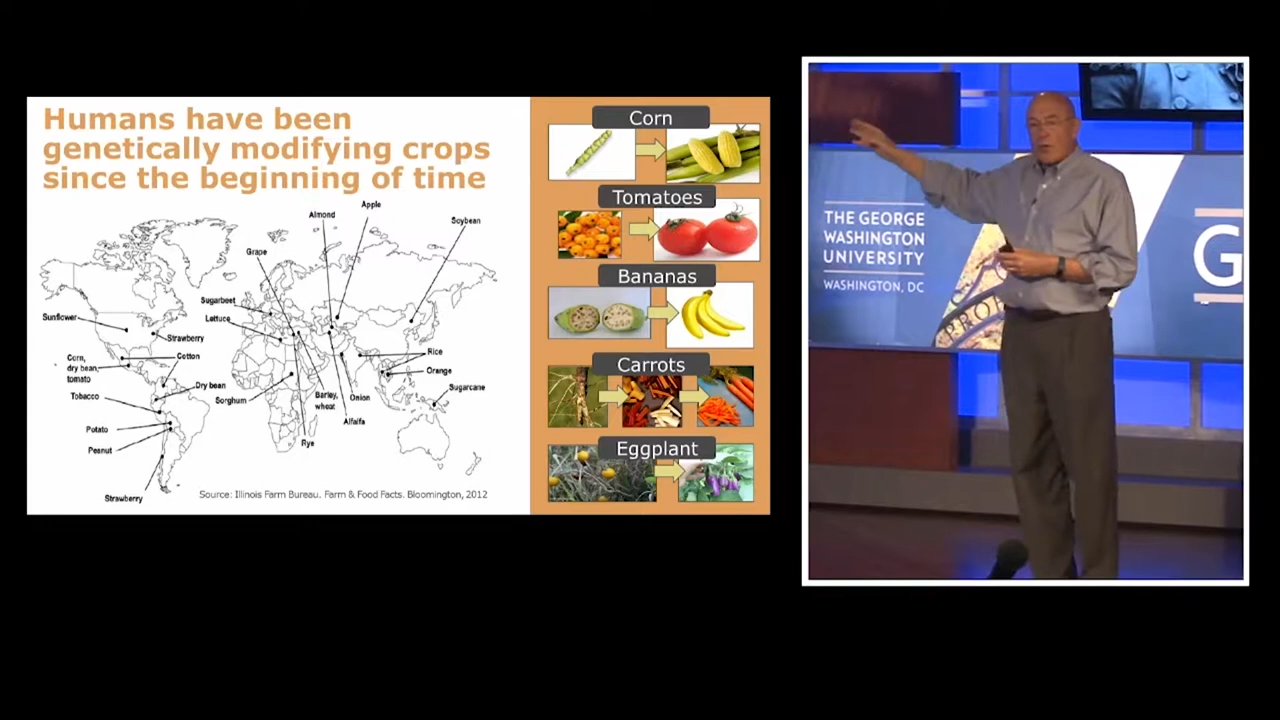 Humans have been
genetically modifying crops
since the beginning of time
Apple
Almond
Soybean
Grape
Sugarbeet
Lettuce
Sunflower
Strawberry
Cotton
Corn,
dry bean,
tomato
Rice
Orange
Dry bean
Sugarcane
Tobacco
Sorghum
Barley,
wheat
Onion
Alfalfa
Potato
Rye
Peanut
Strawberry
Source: Illinois Farm Bureau. Farm & Food Facts. Bloomington, 2012
Corn
Tomatoes
Bananas
Carrots
Eggplant
THE GEORGE
WASHINGTON
UNIVERSITY
WASHINGTON, DC
G